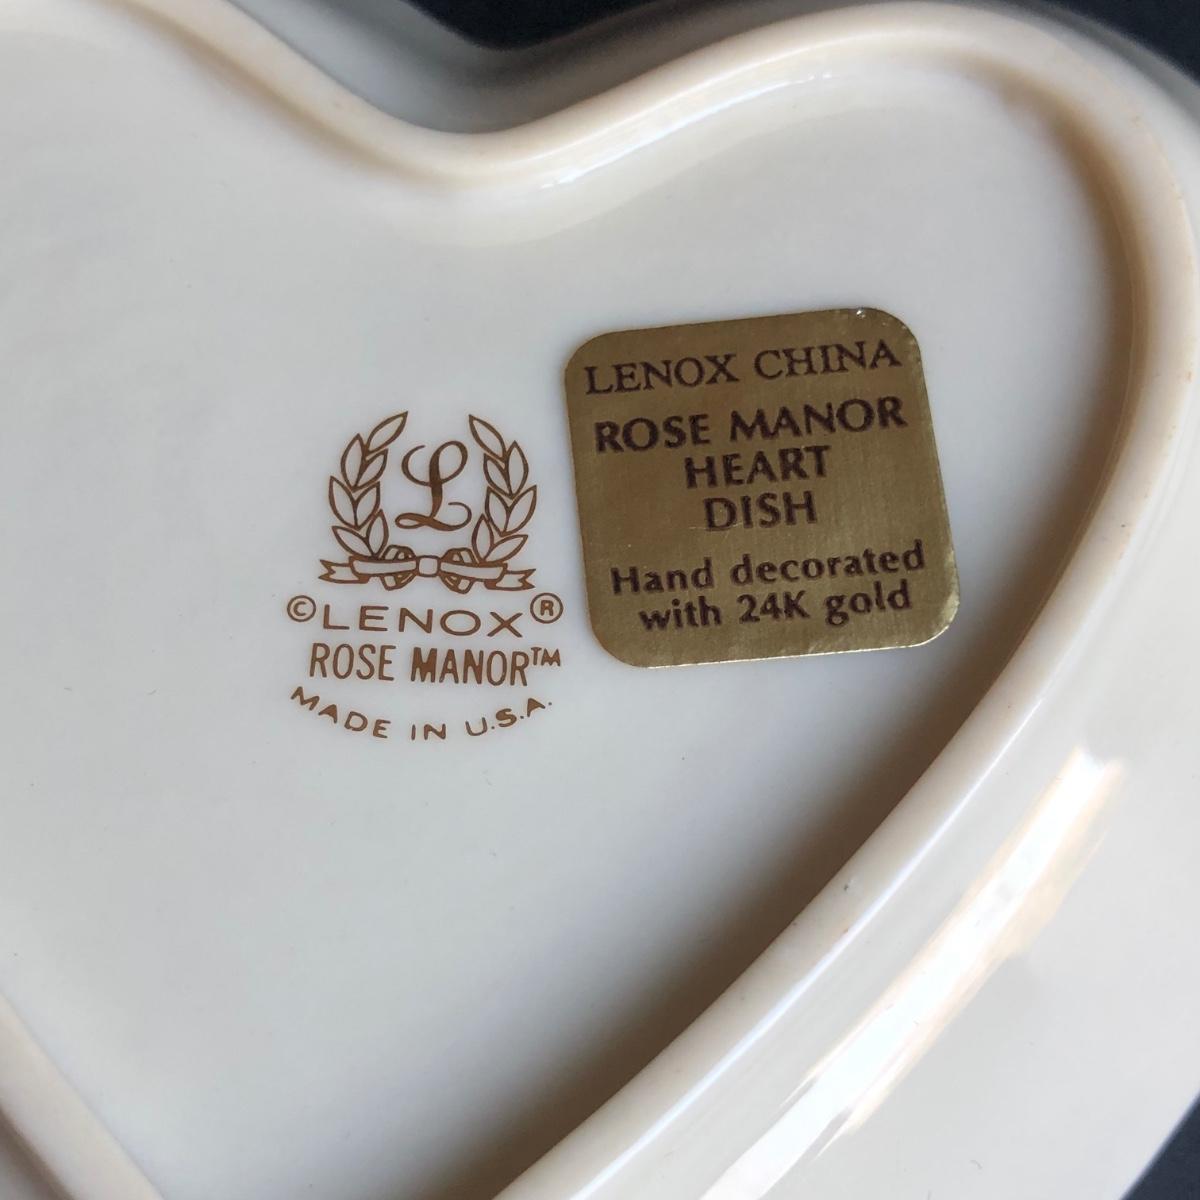 L
©LENOX®
ROSE MANOR™
MADE IN U.S.A.
LENOX CHINA
ROSE MANOR
HEART
DISH
Hand decorated
with 24K gold